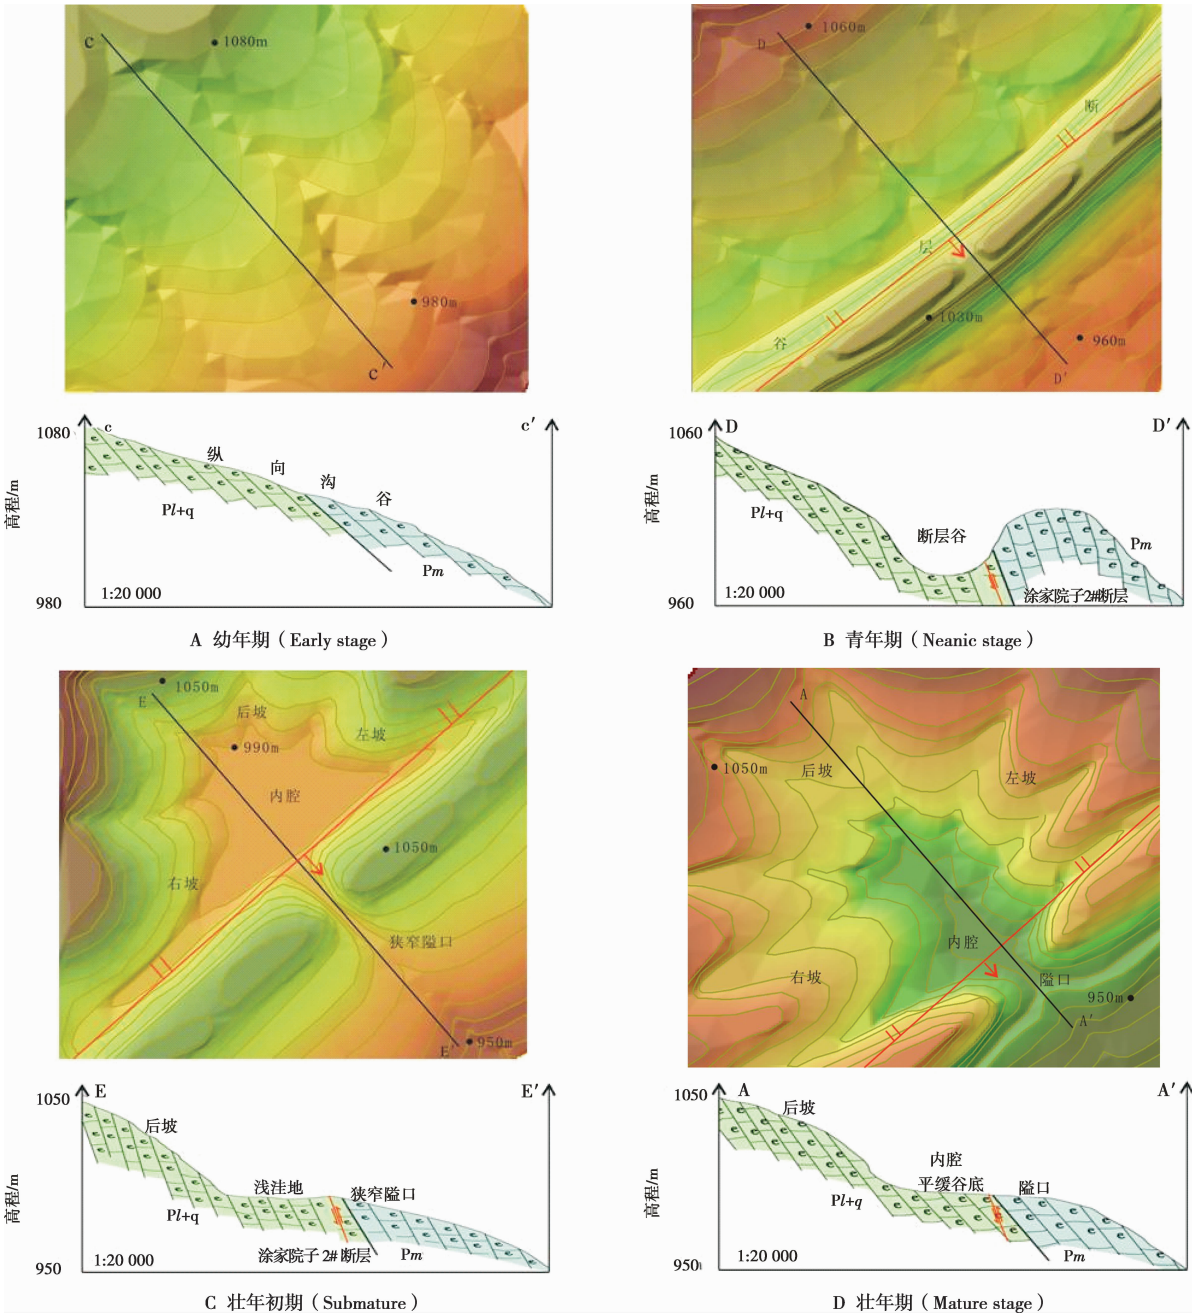 C
1080m
980m
c′
1080
c
c′
纵向沟谷
高程/m
Pl+q
Pm
1:20 000
980
A 幼年期（Early stage）
1060m
D
断
层
谷
1030m
960m
D′
1060
D
D′
高程/m
Pl+q
断层谷
Pm
1:20 000
涂家院子2#断层
960
B 青年期（Neanic stage）
1050m
E
后坡
左坡
990m
内腔
1050m
右坡
狭窄隘口
E′
950m
1050
E
E′
后坡
高程/m
浅洼地
狭窄隘口
Pl+q
涂家院子 2# 断层
Pm
1:20 000
950
C 壮年初期（Submature）
A
1050m
后坡
左坡
内腔
右坡
隘口
950m
A′
1050
A
A′
后坡
高程/m
内腔
平缓谷底
隘口
Pl+q
Pm
1:20 000
950
D 壮年期（Mature stage）